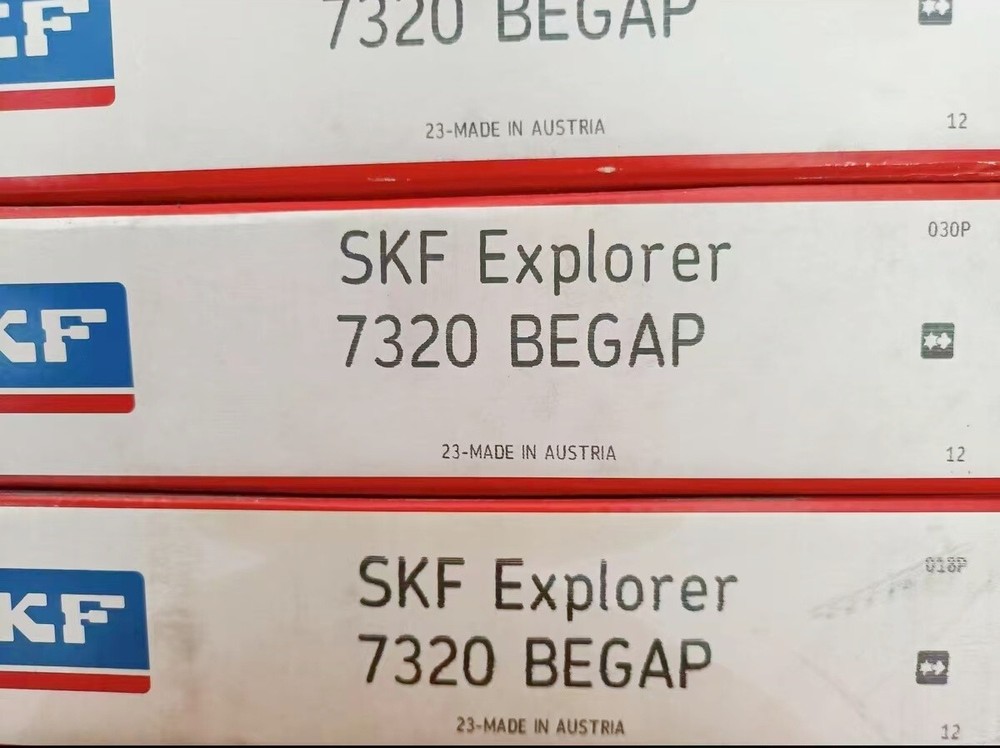 7320 BEGAP
23-MADE IN AUSTRIA
12
SKF Explorer
030P
7320 BEGAP
KF
23-MADE IN AUSTRIA
12
SKF Explorer
018P
7320 BEGAP
KF
23-MADE IN AUSTRIA
12